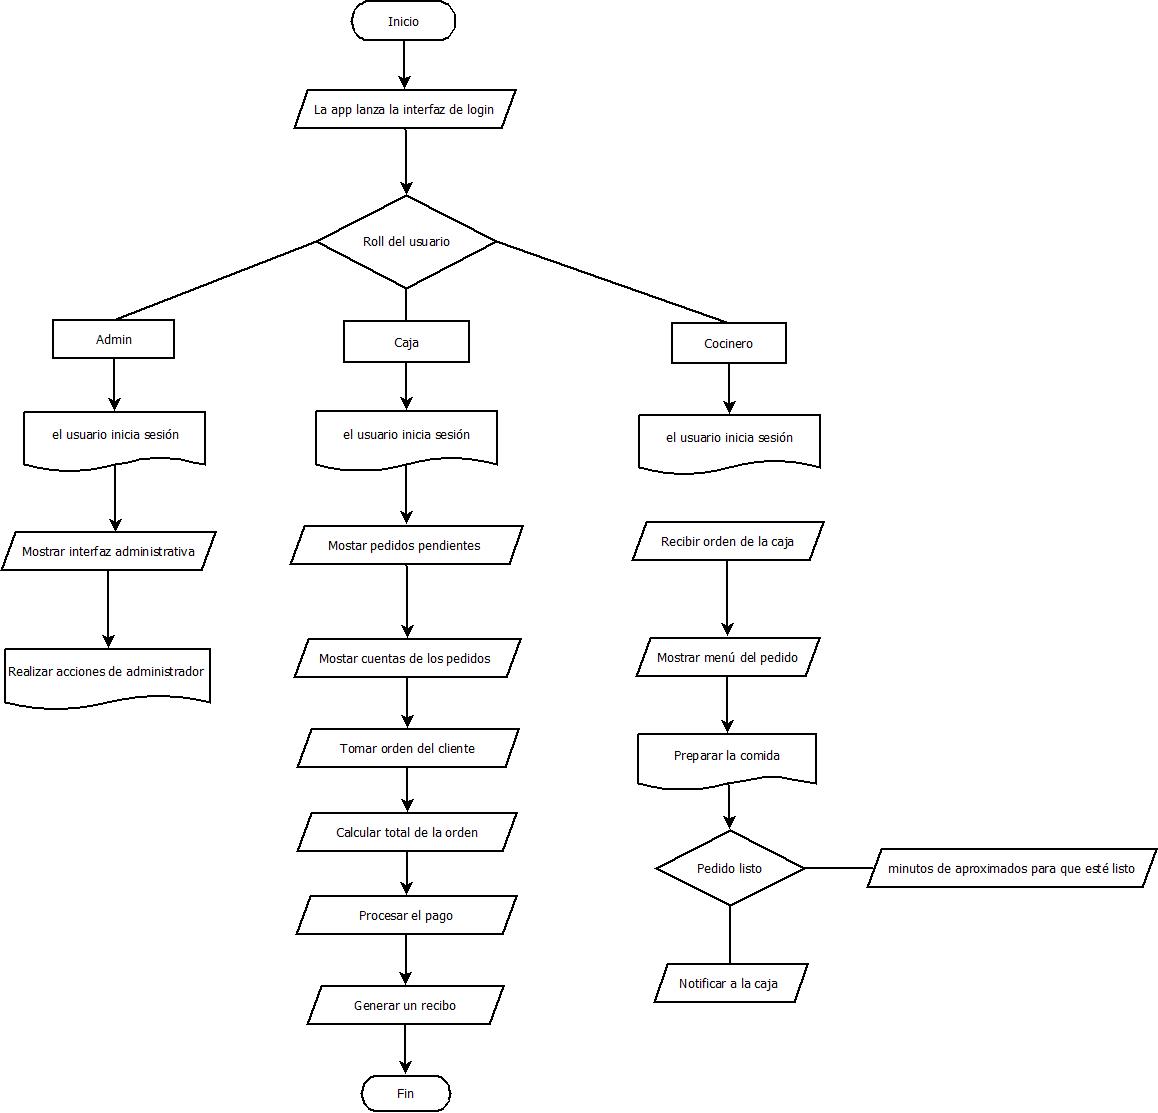 Inicio
La app lanza la interfaz de login
Roll del usuario
Admin
Caja
Cocinero
el usuario inicia sesión
el usuario inicia sesión
el usuario inicia sesión
Mostrar interfaz administrativa
Mostar pedidos pendientes
Recibir orden de la caja
Realizar acciones de administrador
Mostar cuentas de los pedidos
Mostrar menú del pedido
Tomar orden del cliente
Preparar la comida
Calcular total de la orden
Pedido listo
minutos de aproximados para que esté listo
Procesar el pago
Notificar a la caja
Generar un recibo
Fin